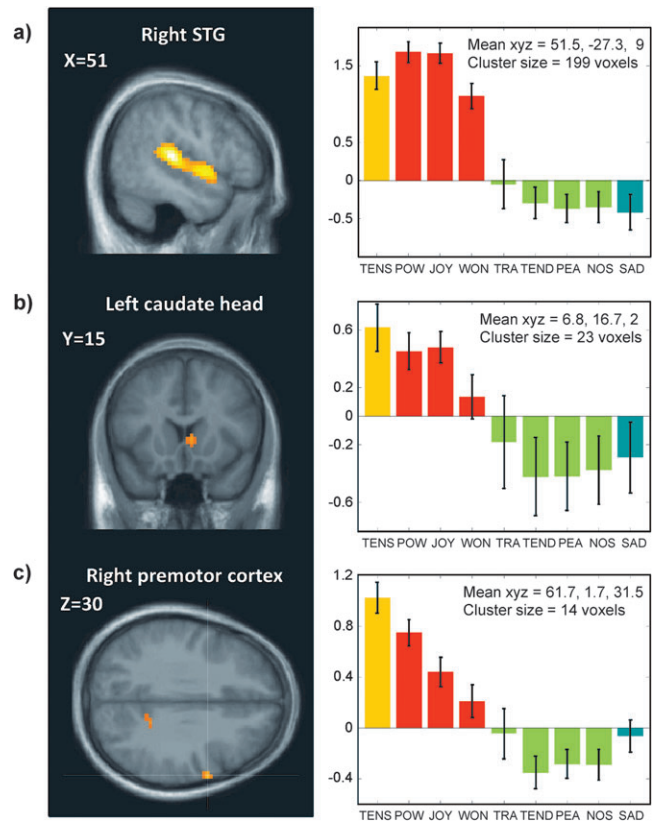 a)
Right STG
X=51
Mean xyz = 51.5, -27.3, 9
Cluster size = 199 voxels
1.5
0.5
0
-0.5
TENS POW JOY WON TRA TEND PEA NOS SAD
b)
Left caudate head
Y=15
Mean xyz = 6.8, 16.7, 2
Cluster size = 23 voxels
0.6
0.2
0
-0.2
-0.6
TENS POW JOY WON TRA TEND PEA NOS SAD
c)
Right premotor cortex
Z=30
Mean xyz = 61.7, 1.7, 31.5
Cluster size = 14 voxels
1.2
0.8
0.4
0
-0.4
TENS POW JOY WON TRA TEND PEA NOS SAD